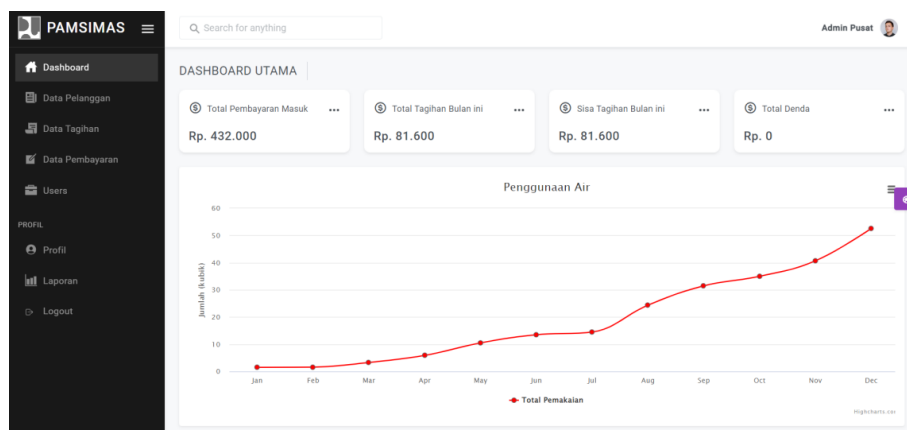 PAMSIMAS
Search for anything
Admin Pusat
Dashboard
Data Pelanggan
Data Tagihan
Data Pembayaran
Users
PROFIL
Profil
Laporan
Logout
DASHBOARD UTAMA
Total Pembayaran Masuk
Rp. 432.000
Total Tagihan Bulan ini
Rp. 81.600
Sisa Tagihan Bulan ini
Rp. 81.600
Total Denda
Rp. 0
Penggunaan Air
Jumlah (kubik)
60
50
40
30
20
10
0
Jan Feb Mar Apr May Jun Jul Aug Sep Oct Nov Dec
Total Pemakaian